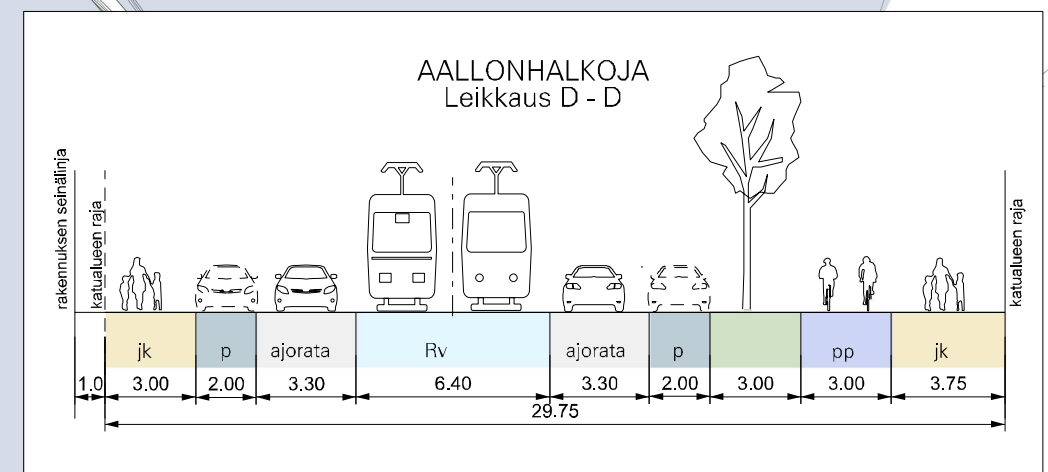 AALLONHALKOJA
Leikkaus D - D
rakennuksen seinälinja
katualueen raja
katualueen raja
jk
p
ajorata
Rv
ajorata
p
pp
jk
1.0
3.00
2.00
3.30
6.40
3.30
2.00
3.00
3.00
3.75
29.75